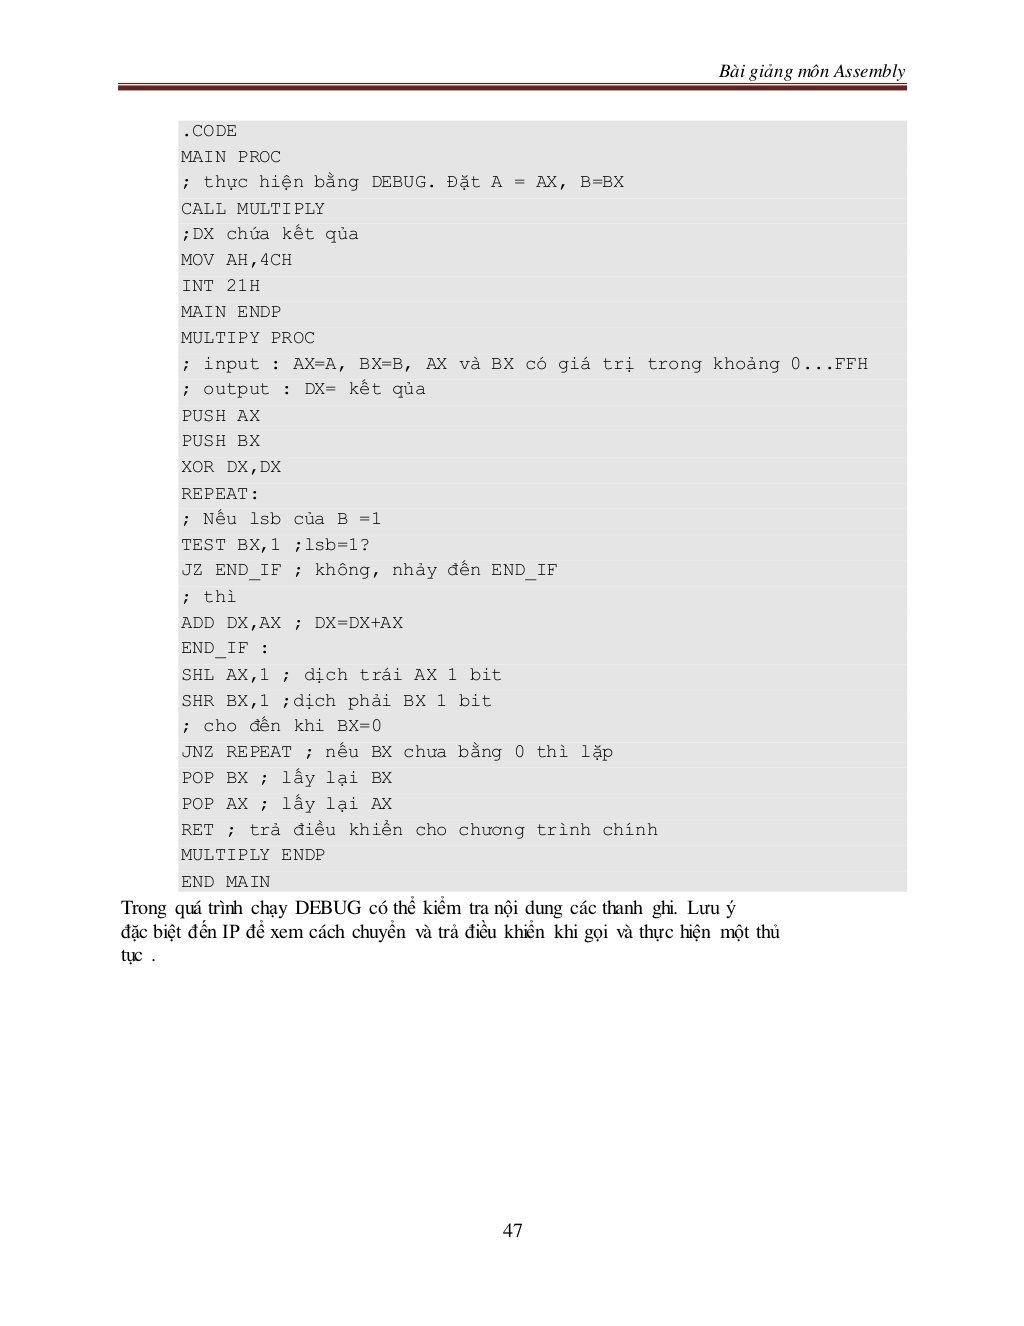 Bài giảng môn Assembly
.CODE
MAIN PROC
; thực hiện bằng DEBUG. Đặt A = AX, B=BX
CALL MULTIPLY
;DX chứa kết qủa
MOV AH,4CH
INT 21H
MAIN ENDP
MULTIPY PROC
; input : AX=A, BX=B, AX và BX có giá trị trong khoảng 0...FFH
; output : DX= kết qủa
PUSH AX
PUSH BX
XOR DX,DX
REPEAT:
; Nếu lsb của B =1
TEST BX,1 ;lsb=1?
JZ END_IF ; không, nhảy đến END_IF
; thì
ADD DX,AX ; DX=DX+AX
END_IF :
SHL AX,1 ; dịch trái AX 1 bit
SHR BX,1 ;dịch phải BX 1 bit
; cho đến khi BX=0
JNZ REPEAT ; nếu BX chưa bằng 0 thì lặp
POP BX ; lấy lại BX
POP AX ; lấy lại AX
RET ; trả điều khiển cho chương trình chính
MULTIPLY ENDP
END MAIN
Trong quá trình chạy DEBUG có thể kiểm tra nội dung các thanh ghi. Lưu ý
đặc biệt đến IP để xem cách chuyển và trả điều khiển khi gọi và thực hiện một thủ
tục .
47